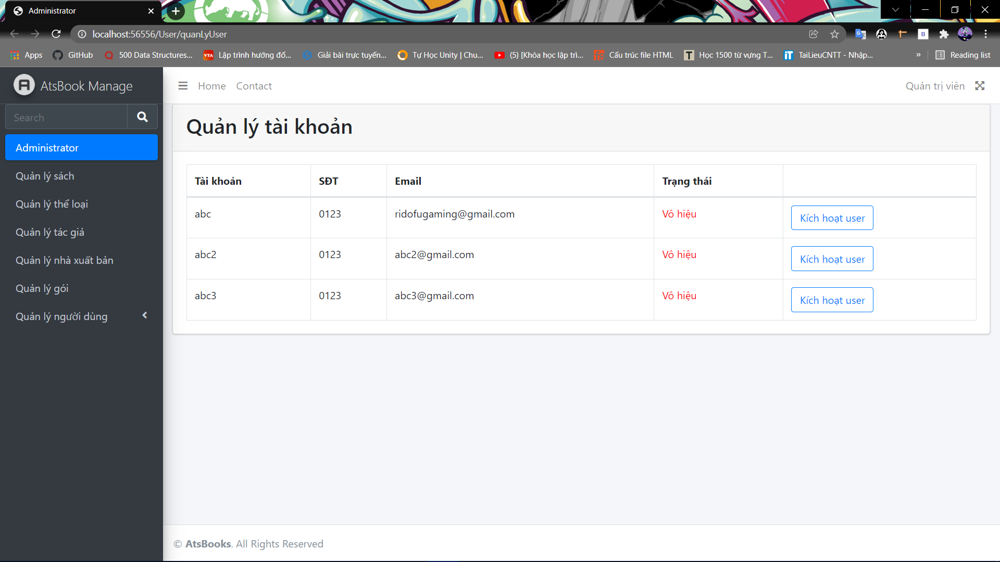 Administrator
localhost:56556/User/quanLyUser
Apps GitHub 500 Data Structures... Lập trình hướng đố... Giải bài trực tuyến... Tự Học Unity | Chu... (5) [Khóa học lập trì... Cấu trúc file HTML Học 1500 từ vựng T... TaiLieuCNTT - Nhập... » Reading list
AtsBook Manage
Home Contact Quản trị viên
Search
Quản lý tài khoản
Administrator
Quản lý sách
Quản lý thể loại
Quản lý tác giả
Quản lý nhà xuất bản
Quản lý gói
Quản lý người dùng
Tài khoản SĐT Email Trạng thái
abc 0123 ridofugaming@gmail.com Vô hiệu Kích hoạt user
abc2 0123 abc2@gmail.com Vô hiệu Kích hoạt user
abc3 0123 abc3@gmail.com Vô hiệu Kích hoạt user
© AtsBooks. All Rights Reserved